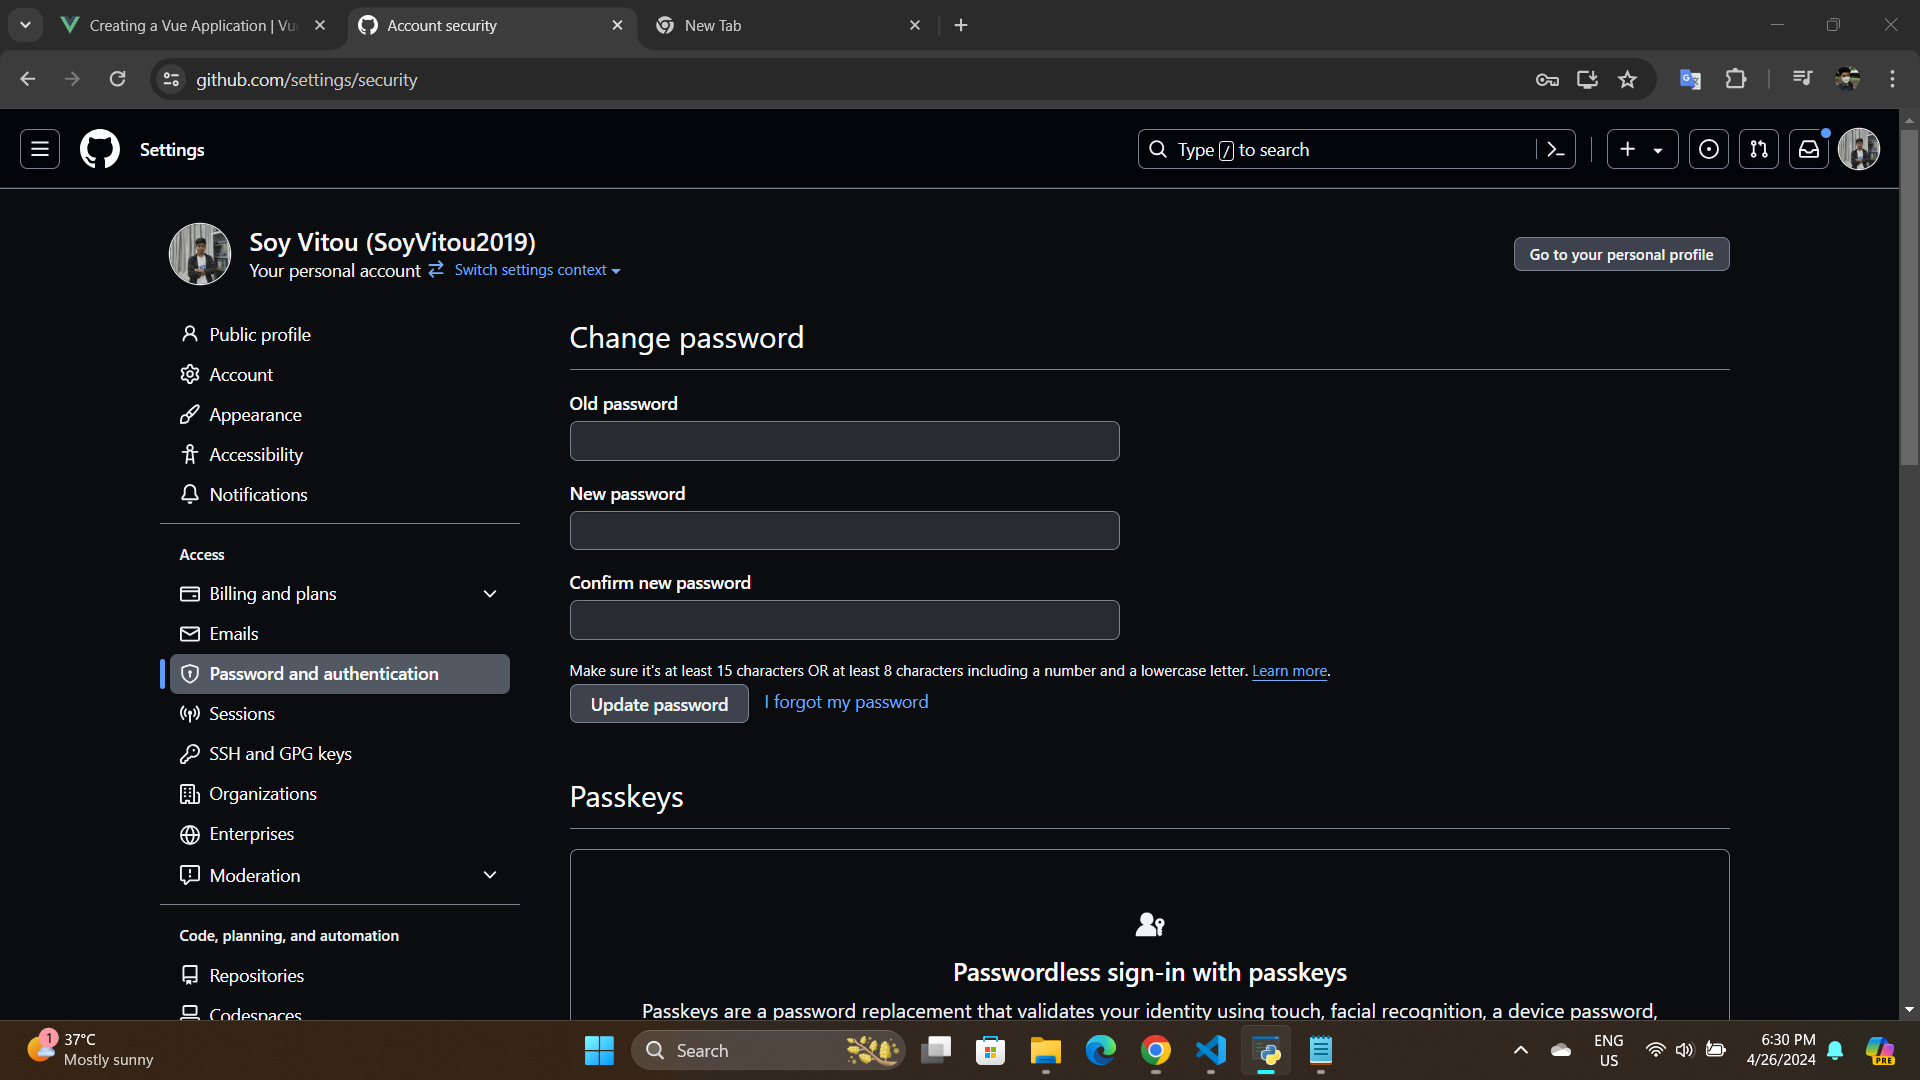 Creating a Vue Application | Vu
Account security
New Tab
github.com/settings/security
Settings
Type / to search
Soy Vitou (SoyVitou2019)
Your personal account
Switch settings context
Go to your personal profile
Public profile
Account
Appearance
Accessibility
Notifications
Access
Billing and plans
Emails
Password and authentication
Sessions
SSH and GPG keys
Organizations
Enterprises
Moderation
Code, planning, and automation
Repositories
Codespaces
Change password
Old password
New password
Confirm new password
Make sure it's at least 15 characters OR at least 8 characters including a number and a lowercase letter. Learn more.
Update password
I forgot my password
Passkeys
Passwordless sign-in with passkeys
Passkeys are a password replacement that validates your identity using touch, facial recognition, a device password,
1
37°C
Mostly sunny
Search
ENG
US
6:30 PM
4/26/2024
PRE